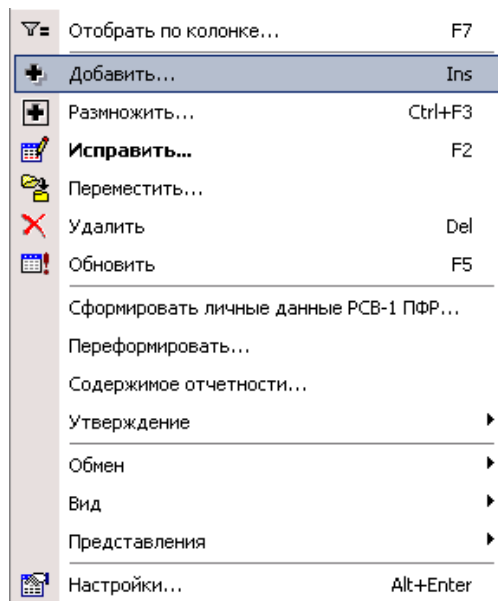 Отобрать по колонке... F7
Добавить... Ins
Размножить... Ctrl+F3
Исправить... F2
Переместить...
Удалить Del
Обновить F5
Сформировать личные данные РСВ-1 ПФР...
Переформировать...
Содержимое отчетности...
Утверждение
Обмен
Вид
Представления
Настройки... Alt+Enter